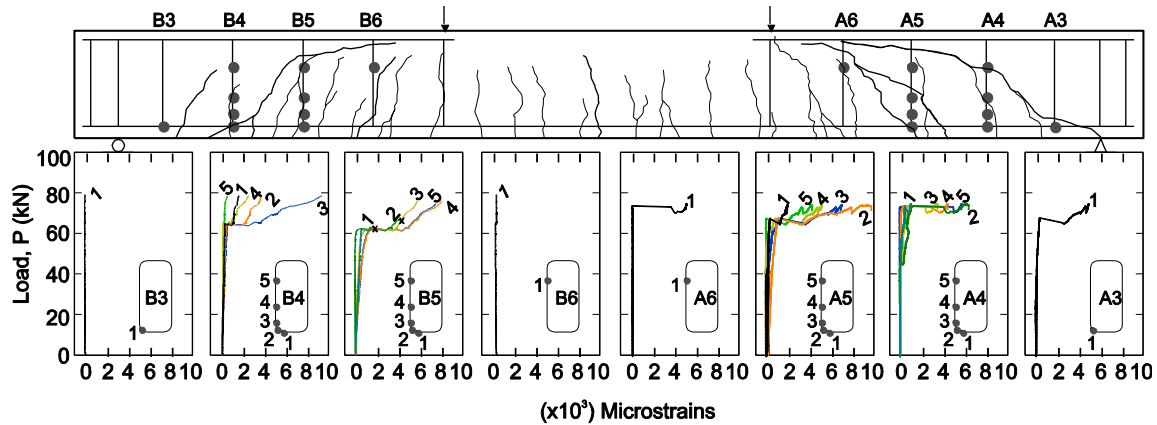 B3 B4 B5 B6 A6 A5 A4 A3
100 80 60 40 20 0
Load, P (kN)
1
B3
1
0 2 4 6 8 10
5 1 4 2 3
B4
5 4 3 2 1
0 2 4 6 8 10
1 2 3 5 4
B5
5 4 3 2 1
0 2 4 6 8 10
1
B6
1
0 2 4 6 8 10
1
A6
1
0 2 4 6 8 10
1 5 4 3 2
A5
5 4 3 2 1
0 2 4 6 8 10
1 3 4 5 2
A4
5 4 3 2 1
0 2 4 6 8 10
1
A3
1
0 2 4 6 8 10
(x10³) Microstrains